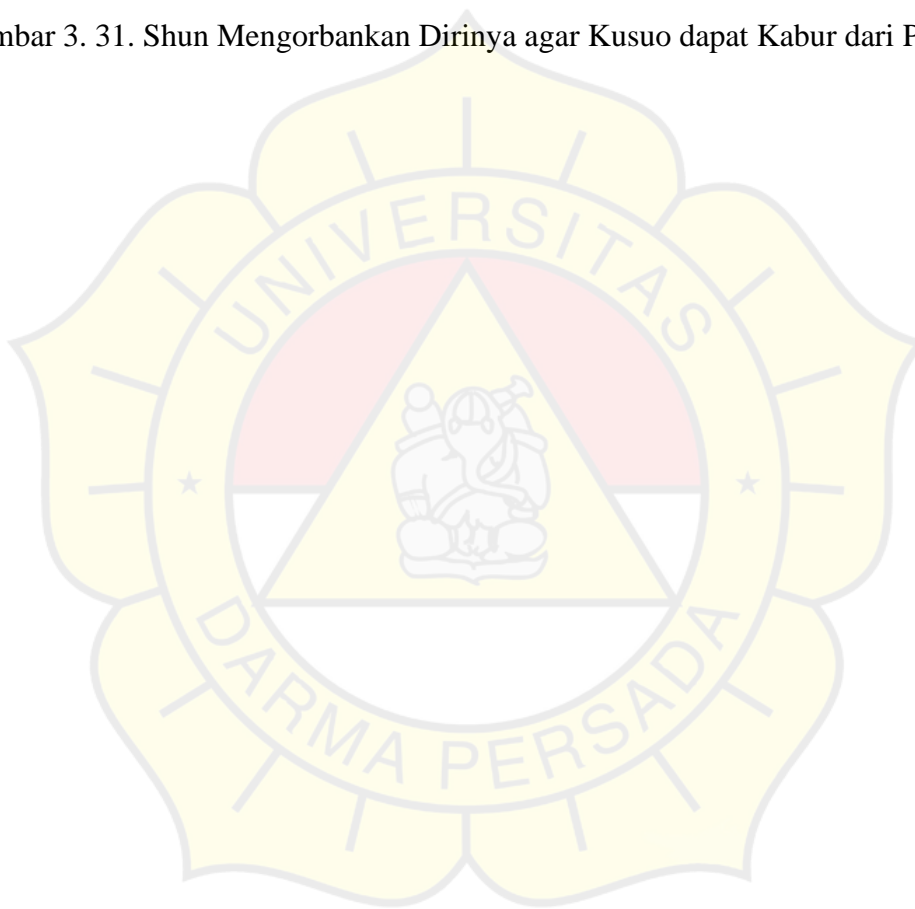 mbar 3. 31. Shun Mengorbankan Dirinya agar Kusuo dapat Kabur dari P
UNIVERSITAS
DARMA PERSADA